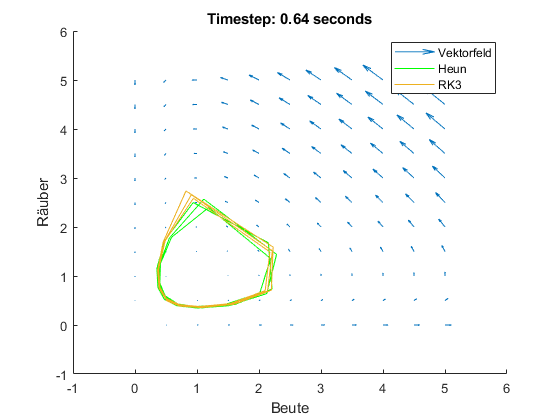 Timestep: 0.64 seconds
Vektorfeld
Heun
RK3
Räuber
6
5
4
3
2
1
0
-1
-1 0 1 2 3 4 5 6
Beute